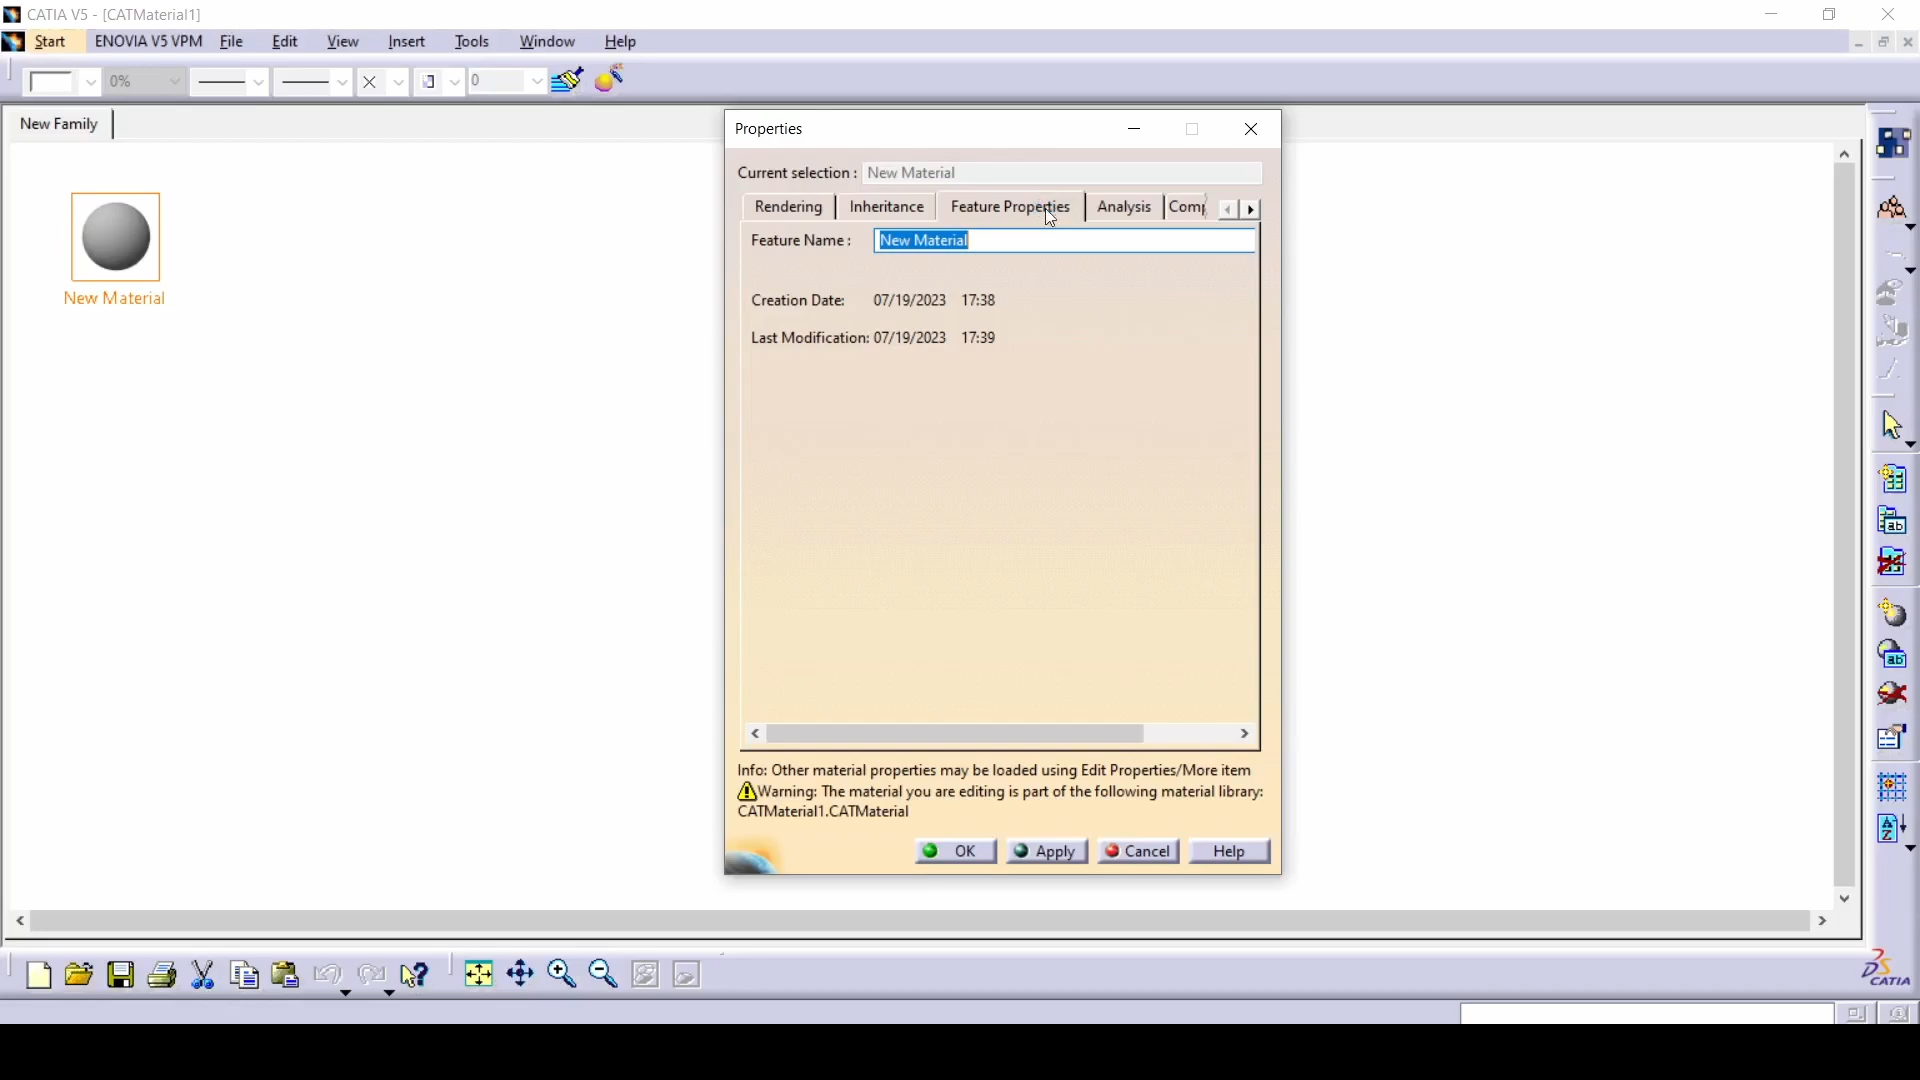 CATIA V5 - [CATMaterial1]
Start ENOVIA V5 VPM File Edit View Insert Tools Window Help
0% 0
New Family
New Material
Properties
Current selection : New Material
Rendering Inheritance Feature Properties Analysis Comp
Feature Name : New Material
Creation Date: 07/19/2023 17:38
Last Modification: 07/19/2023 17:39
Info: Other material properties may be loaded using Edit Properties/More item
Warning: The material you are editing is part of the following material library:
CATMaterial1.CATMaterial
OK Apply Cancel Help
ab
ab
A
Z
DS
CATIA